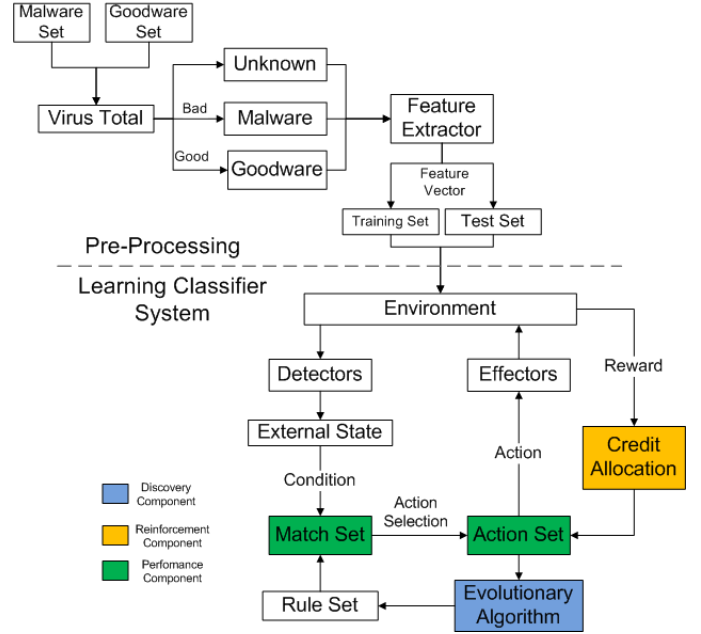 Malware
Set
Goodware
Set
Unknown
Virus Total
Bad
Malware
Feature
Extractor
Good
Goodware
Feature
Vector
Training Set
Test Set
Pre-Processing
Learning Classifier
System
Environment
Detectors
Effectors
Reward
External State
Credit
Allocation
Action
Condition
Discovery
Component
Action
Selection
Reinforcement
Component
Match Set
Action Set
Perfomance
Component
Rule Set
Evolutionary
Algorithm